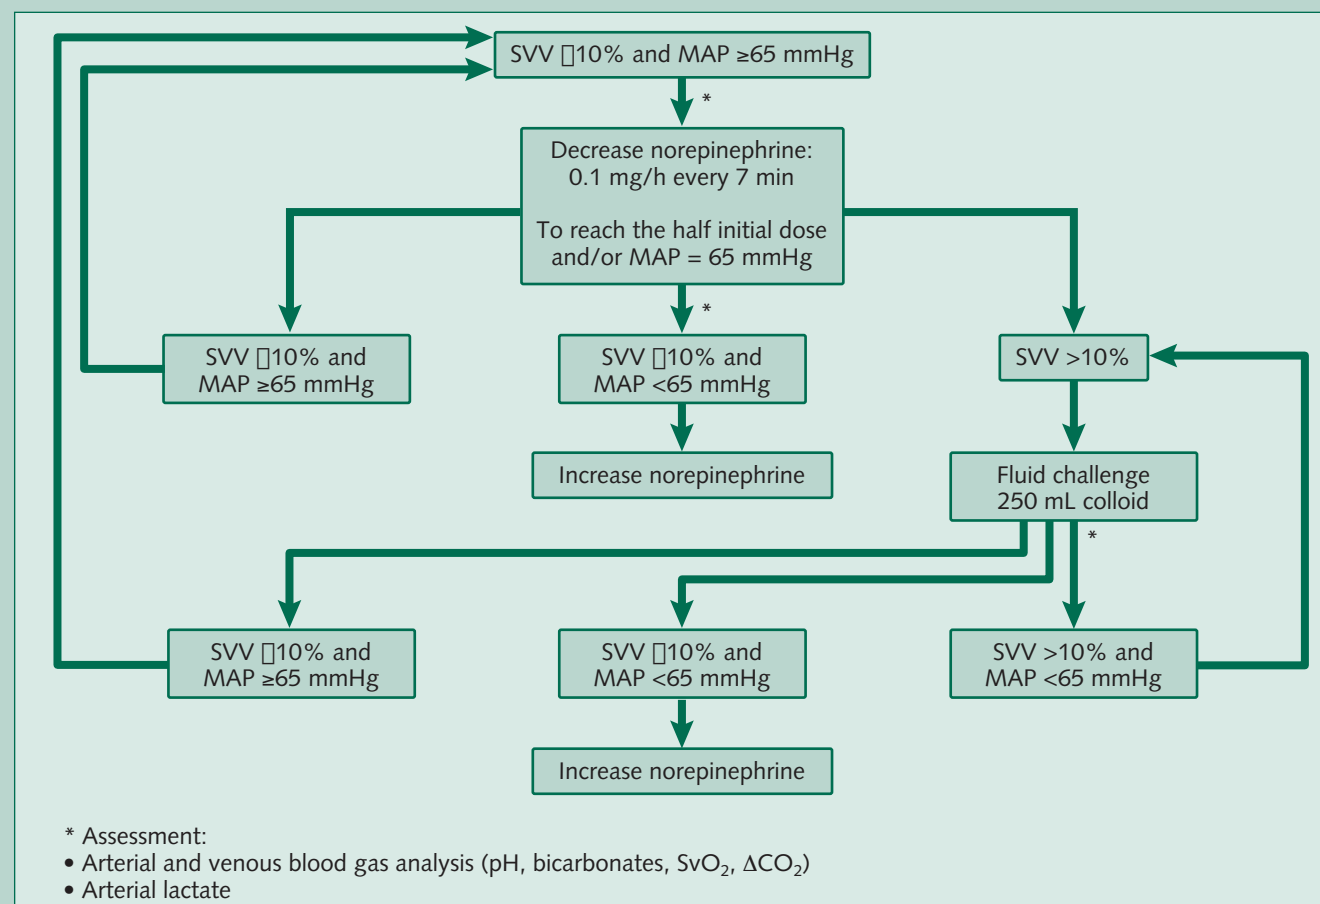 SVV □10% and MAP ≥65 mmHg
*
Decrease norepinephrine:
0.1 mg/h every 7 min
To reach the half initial dose
and/or MAP = 65 mmHg
*
SVV □10% and
MAP ≥65 mmHg
SVV □10% and
MAP <65 mmHg
SVV >10%
Increase norepinephrine
Fluid challenge
250 mL colloid
*
SVV □10% and
MAP ≥65 mmHg
SVV □10% and
MAP <65 mmHg
SVV >10% and
MAP <65 mmHg
Increase norepinephrine
* Assessment:
• Arterial and venous blood gas analysis (pH, bicarbonates, SvO₂, ΔCO₂)
• Arterial lactate